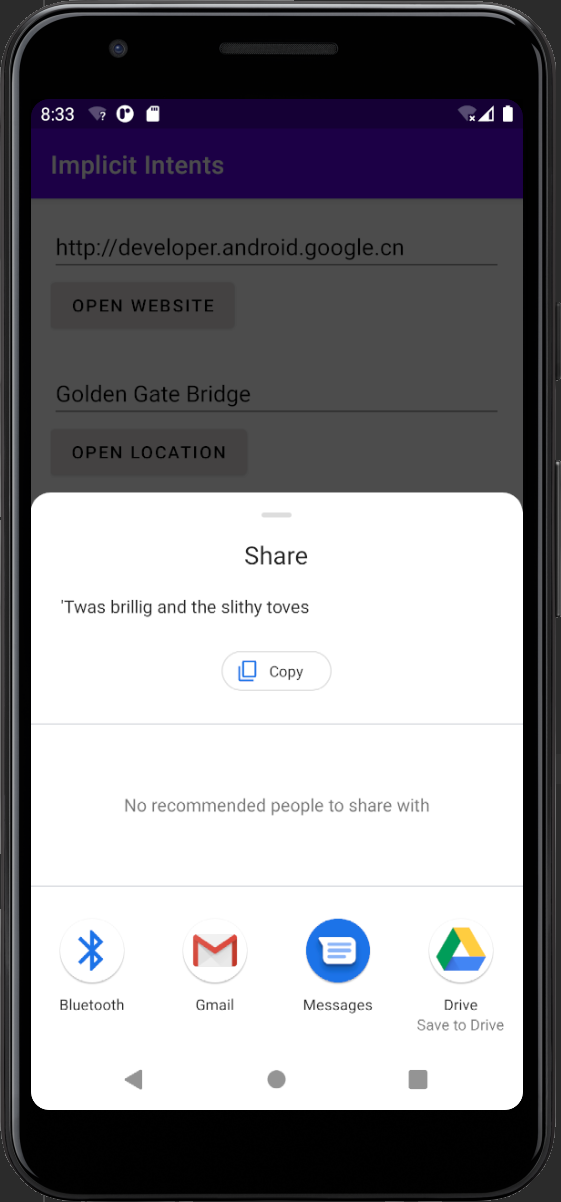 8:33
Implicit Intents
http://developer.android.google.cn
OPEN WEBSITE
Golden Gate Bridge
OPEN LOCATION
Share
'Twas brillig and the slithy toves
Copy
No recommended people to share with
Bluetooth Gmail Messages Drive
Save to Drive